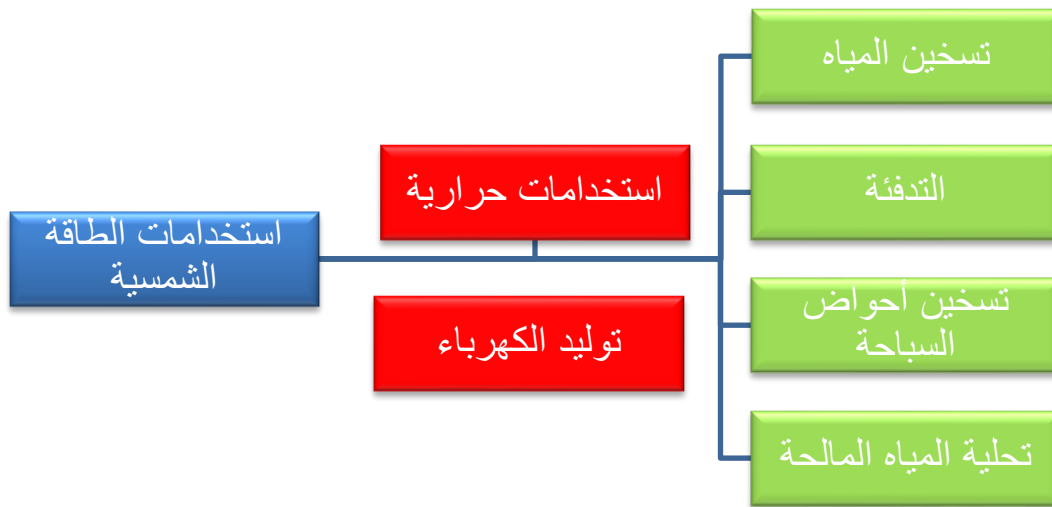 استخدامات الطاقة
الشمسية
استخدامات حرارية
توليد الكهرباء
تسخين المياه
التدفئة
تسخين أحواض
السباحة
تحلية المياه المالحة